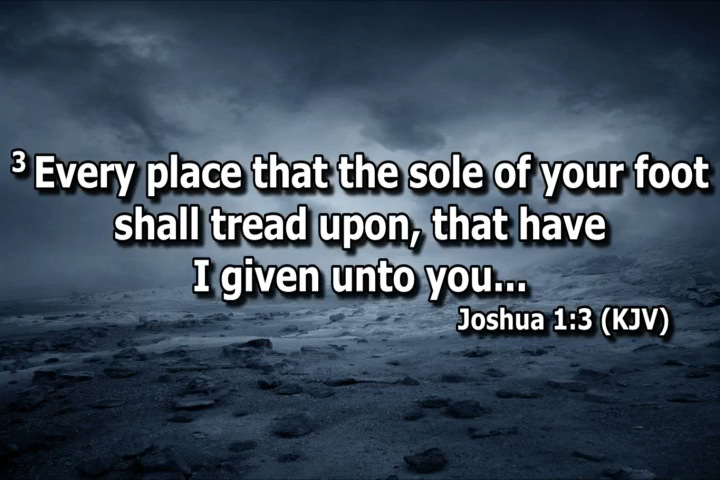 ³ Every place that the sole of your foot
shall tread upon, that have
I given unto you...
Joshua 1:3 (KJV)